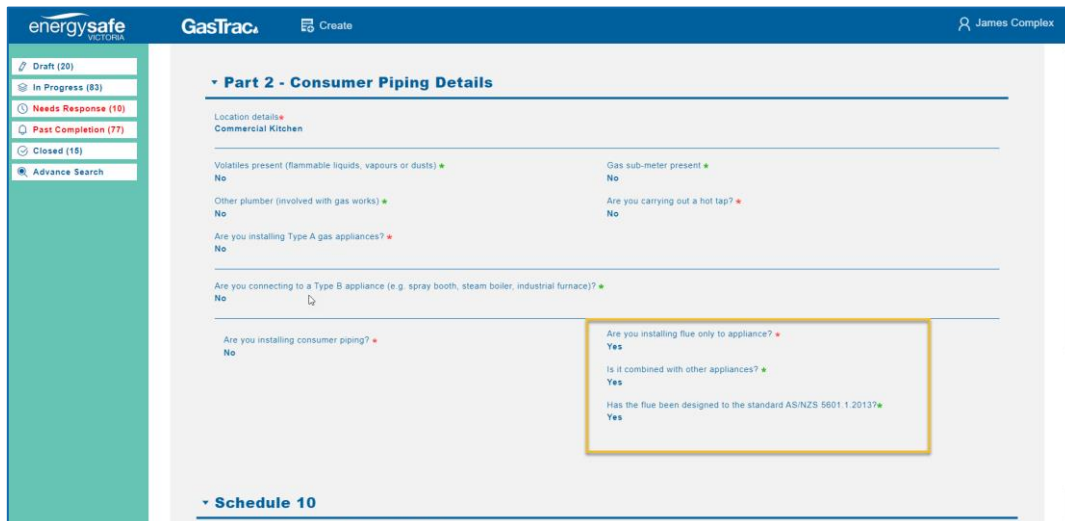 energysafe
VICTORIA
GasTrac
Create
James Complex
Draft (20)
In Progress (83)
Needs Response (10)
Past Completion (77)
Closed (15)
Advance Search
Part 2 - Consumer Piping Details
Location details*
Commercial Kitchen
Volatiles present (flammable liquids, vapours or dusts) *
No
Gas sub-meter present *
No
Other plumber (involved with gas works) *
No
Are you carrying out a hot tap? *
No
Are you installing Type A gas appliances? *
No
Are you connecting to a Type B appliance (e.g. spray booth, steam boiler, industrial furnace)? *
No
Are you installing consumer piping? *
No
Are you installing flue only to appliance? *
Yes
Is it combined with other appliances? *
Yes
Has the flue been designed to the standard AS/NZS 5601.1.2013?*
Yes
Schedule 10